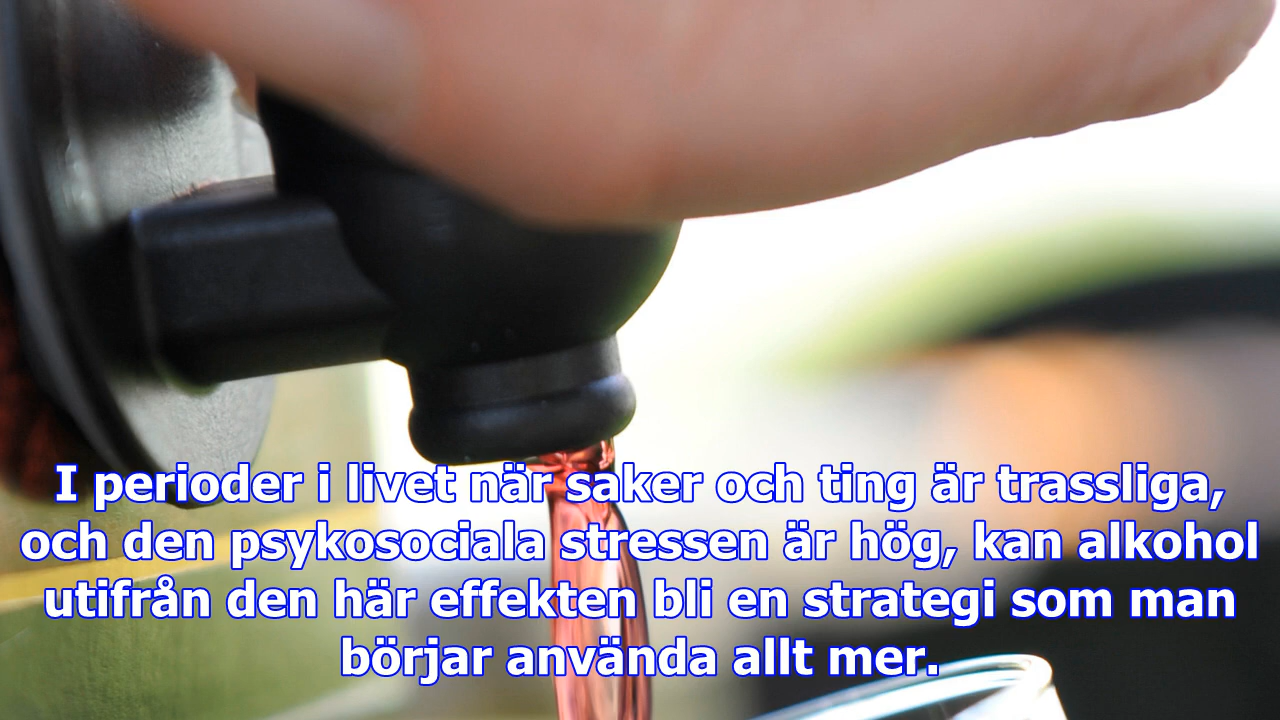 I perioder i livet när saker och ting är trassliga,
och den psykosociala stressen är hög, kan alkohol
utifrån den här effekten bli en strategi som man
börjar använda allt mer.